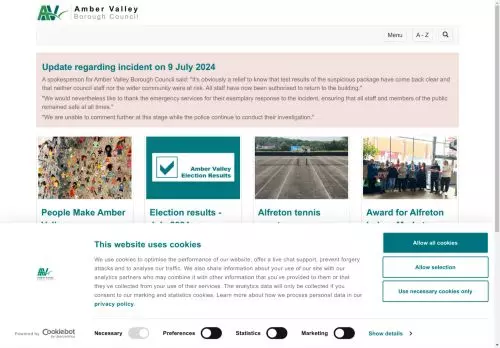 Amber Valley
Borough Council
Menu
A - Z
Update regarding incident on 9 July 2024
A spokesperson for Amber Valley Borough Council said: "It's obviously a relief to know that test results of the suspicious package have come back clear and
that neither council staff nor the wider community were at risk. All staff have now been authorised to return to the building."
"We would nevertheless like to thank the emergency services for their exemplary response to the incident, ensuring that all staff and members of the public
remained safe at all times."
"We are unable to comment further at this stage while the police continue to conduct their investigation."
Amber Valley
Election Results
People Make Amber
Election results -
Alfreton tennis
Award for Alfreton
This website uses cookies
We use cookies to optimise the performance of our website, offer a live chat support, prevent forgery
attacks and to analyse our traffic. We also share information about your use of our site with our
analytics partners who may combine it with other information that you've provided to them or that
they've collected from your use of their services. The analytics data will only be collected if you
consent to our marking and statistics cookies. Learn more about how we process personal data in our
privacy policy.
Allow all cookies
Allow selection
Use necessary cookies only
Powered by Cookiebot
by Usercentrics
Necessary
Preferences
Statistics
Marketing
Show details